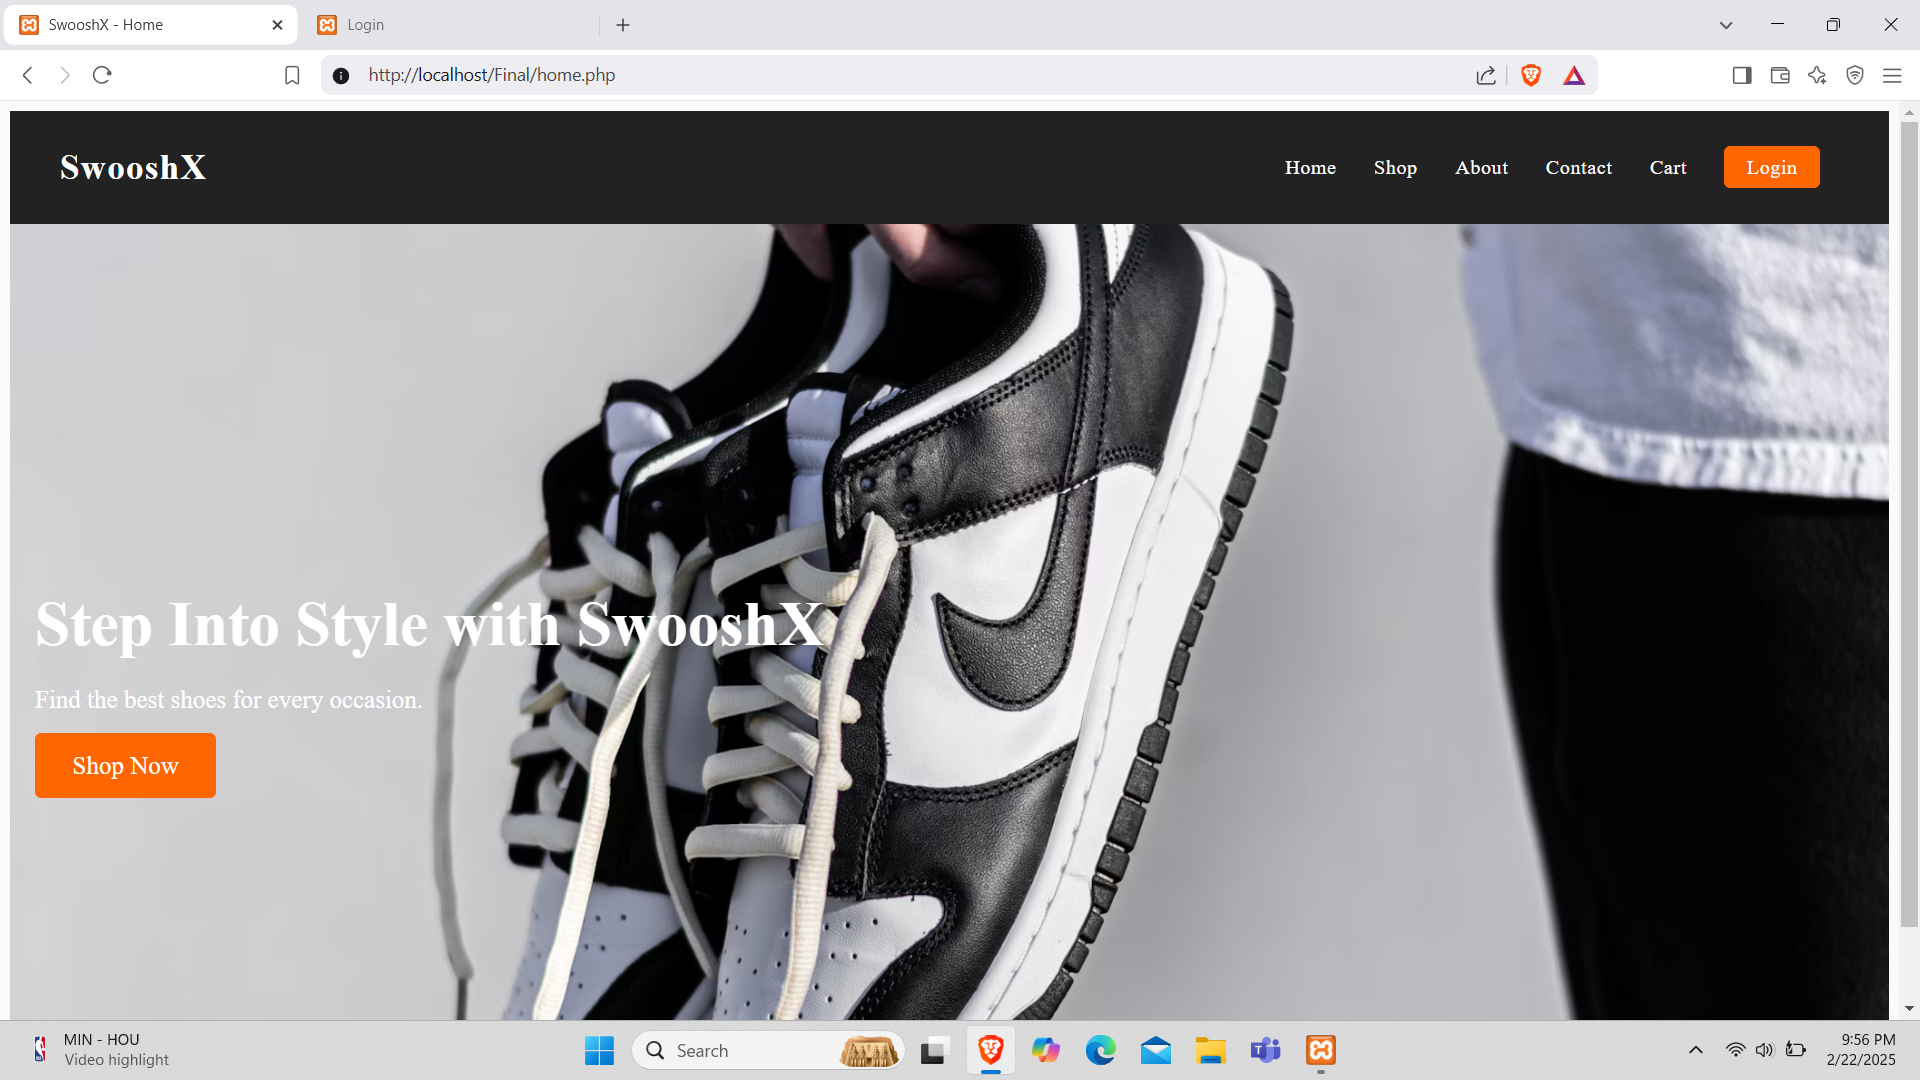 SwooshX - Home
Login
http://localhost/Final/home.php
SwooshX
Home
Shop
About
Contact
Cart
Login
Step Into Style with SwooshX
Find the best shoes for every occasion.
Shop Now
MIN - HOU
Video highlight
Search
9:56 PM
2/22/2025